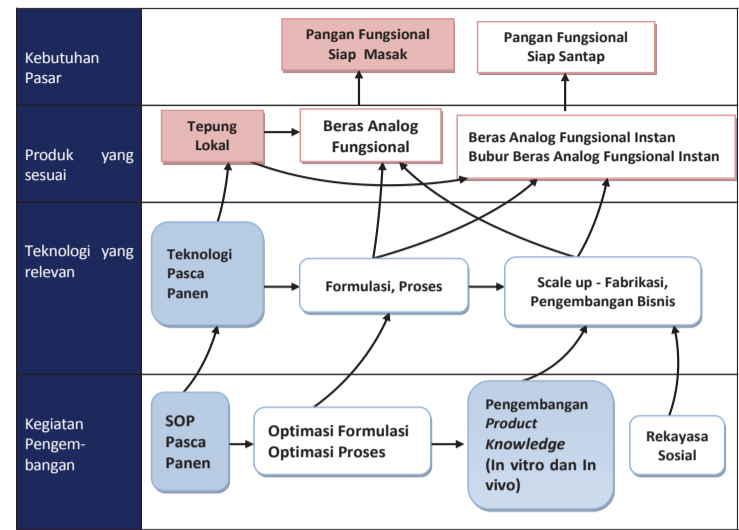 Kebutuhan
Pasar
Pangan Fungsional
Siap Masak
Pangan Fungsional
Siap Santap
Produk yang
sesuai
Tepung
Lokal
Beras Analog
Fungsional
Beras Analog Fungsional Instan
Bubur Beras Analog Fungsional Instan
Teknologi yang
relevan
Teknologi
Pasca
Panen
Formulasi, Proses
Scale up - Fabrikasi,
Pengembangan Bisnis
Kegiatan
Pengem-
bangan
SOP
Pasca
Panen
Optimasi Formulasi
Optimasi Proses
Pengembangan
Product
Knowledge
(In vitro dan In
vivo)
Rekayasa
Sosial